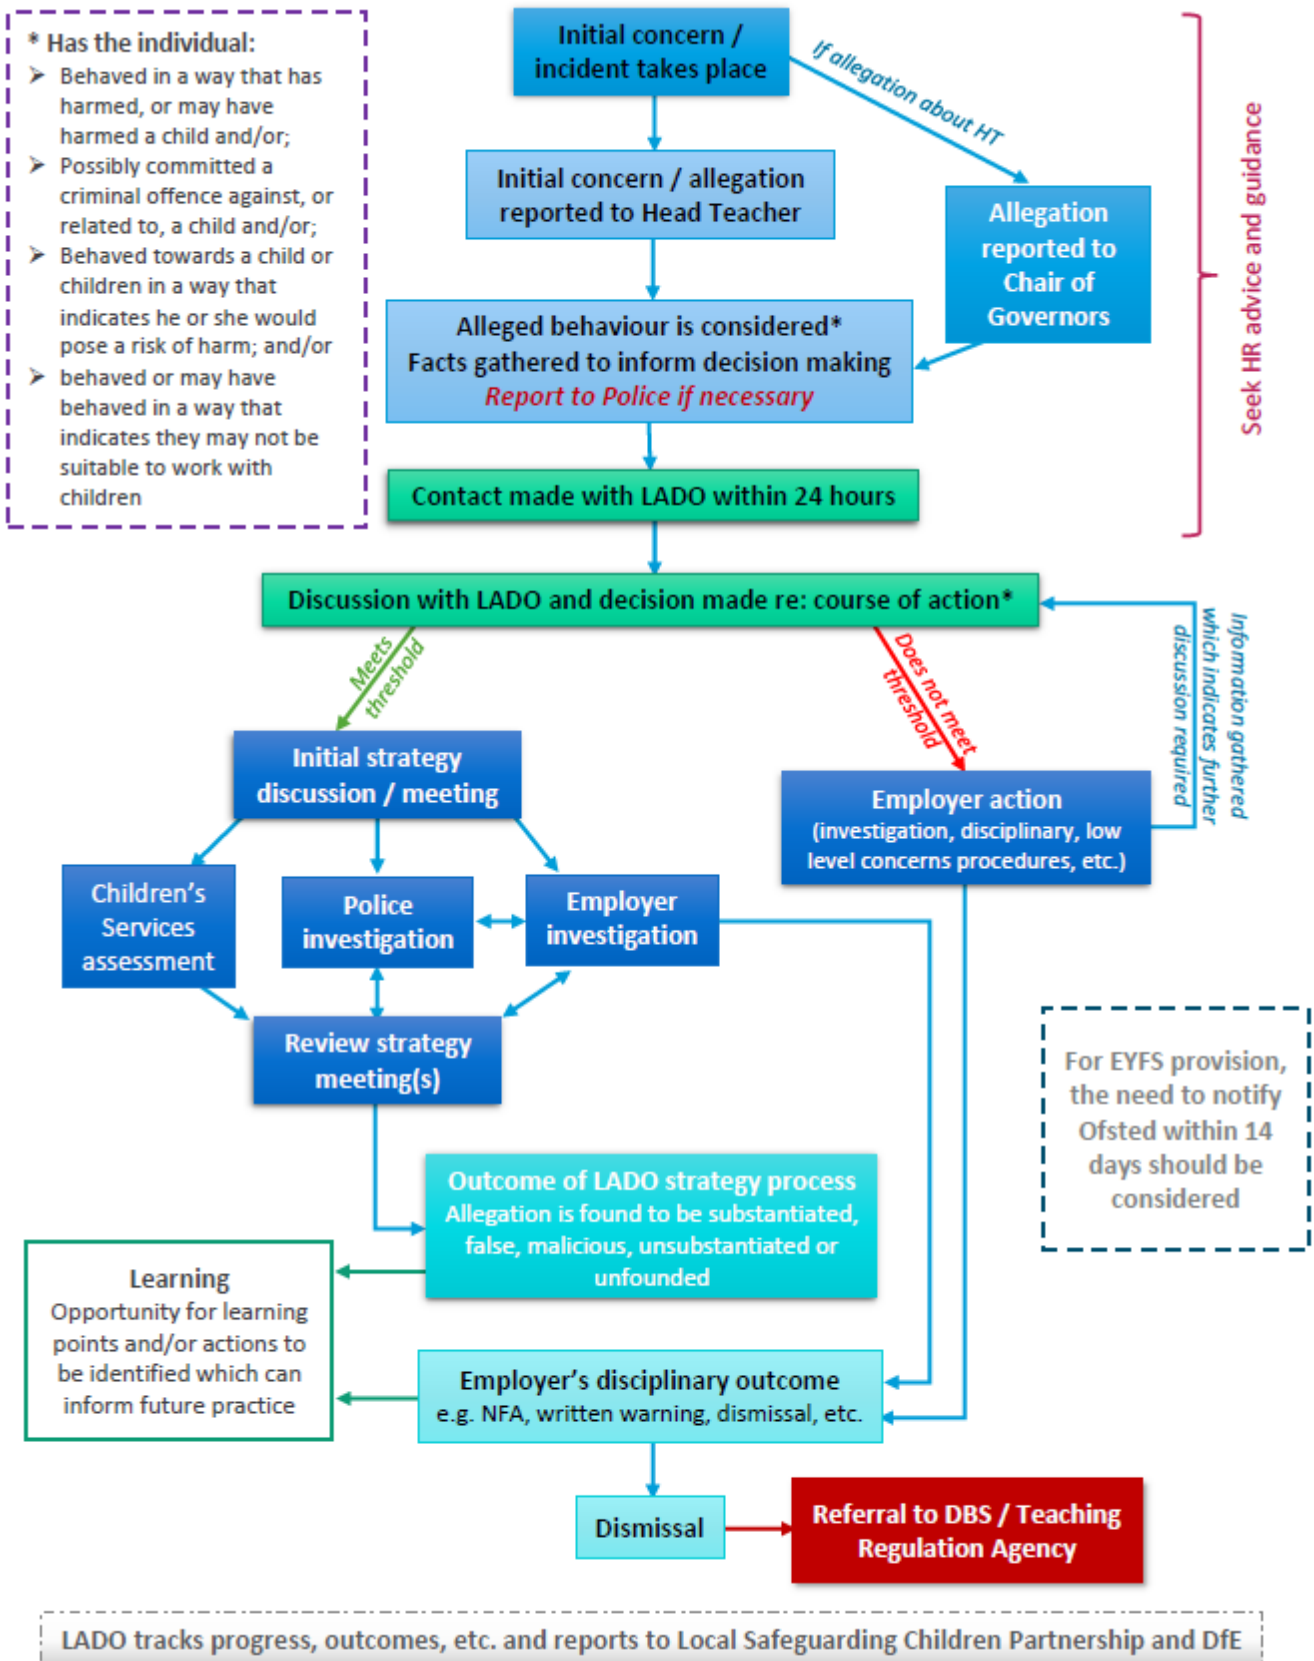 * Has the individual:
➢ Behaved in a way that has
harmed, or may have
harmed a child and/or;
➢ Possibly committed a
criminal offence against, or
related to, a child and/or;
➢ Behaved towards a child or
children in a way that
indicates he or she would
pose a risk of harm; and/or
➢ behaved or may have
behaved in a way that
indicates they may not be
suitable to work with
children
Initial concern /
incident takes place
If allegation about HT
Initial concern / allegation
reported to Head Teacher
Allegation
reported to
Chair of
Governors
Seek HR advice and guidance
Alleged behaviour is considered*
Facts gathered to inform decision making
Report to Police if necessary
Contact made with LADO within 24 hours
Discussion with LADO and decision made re: course of action*
Meets
threshold
Does not meet
threshold
Information gathered
which indicates further
discussion required
Initial strategy
discussion / meeting
Employer action
(investigation, disciplinary, low
level concerns procedures, etc.)
Children's
Services
assessment
Police
investigation
Employer
investigation
Review strategy
meeting(s)
For EYFS provision,
the need to notify
Ofsted within 14
days should be
considered
Outcome of LADO strategy process
Allegation is found to be substantiated,
false, malicious, unsubstantiated or
unfounded
Learning
Opportunity for learning
points and/or actions to
be identified which can
inform future practice
Employer's disciplinary outcome
e.g. NFA, written warning, dismissal, etc.
Dismissal
Referral to DBS / Teaching
Regulation Agency
LADO tracks progress, outcomes, etc. and reports to Local Safeguarding Children Partnership and DfE